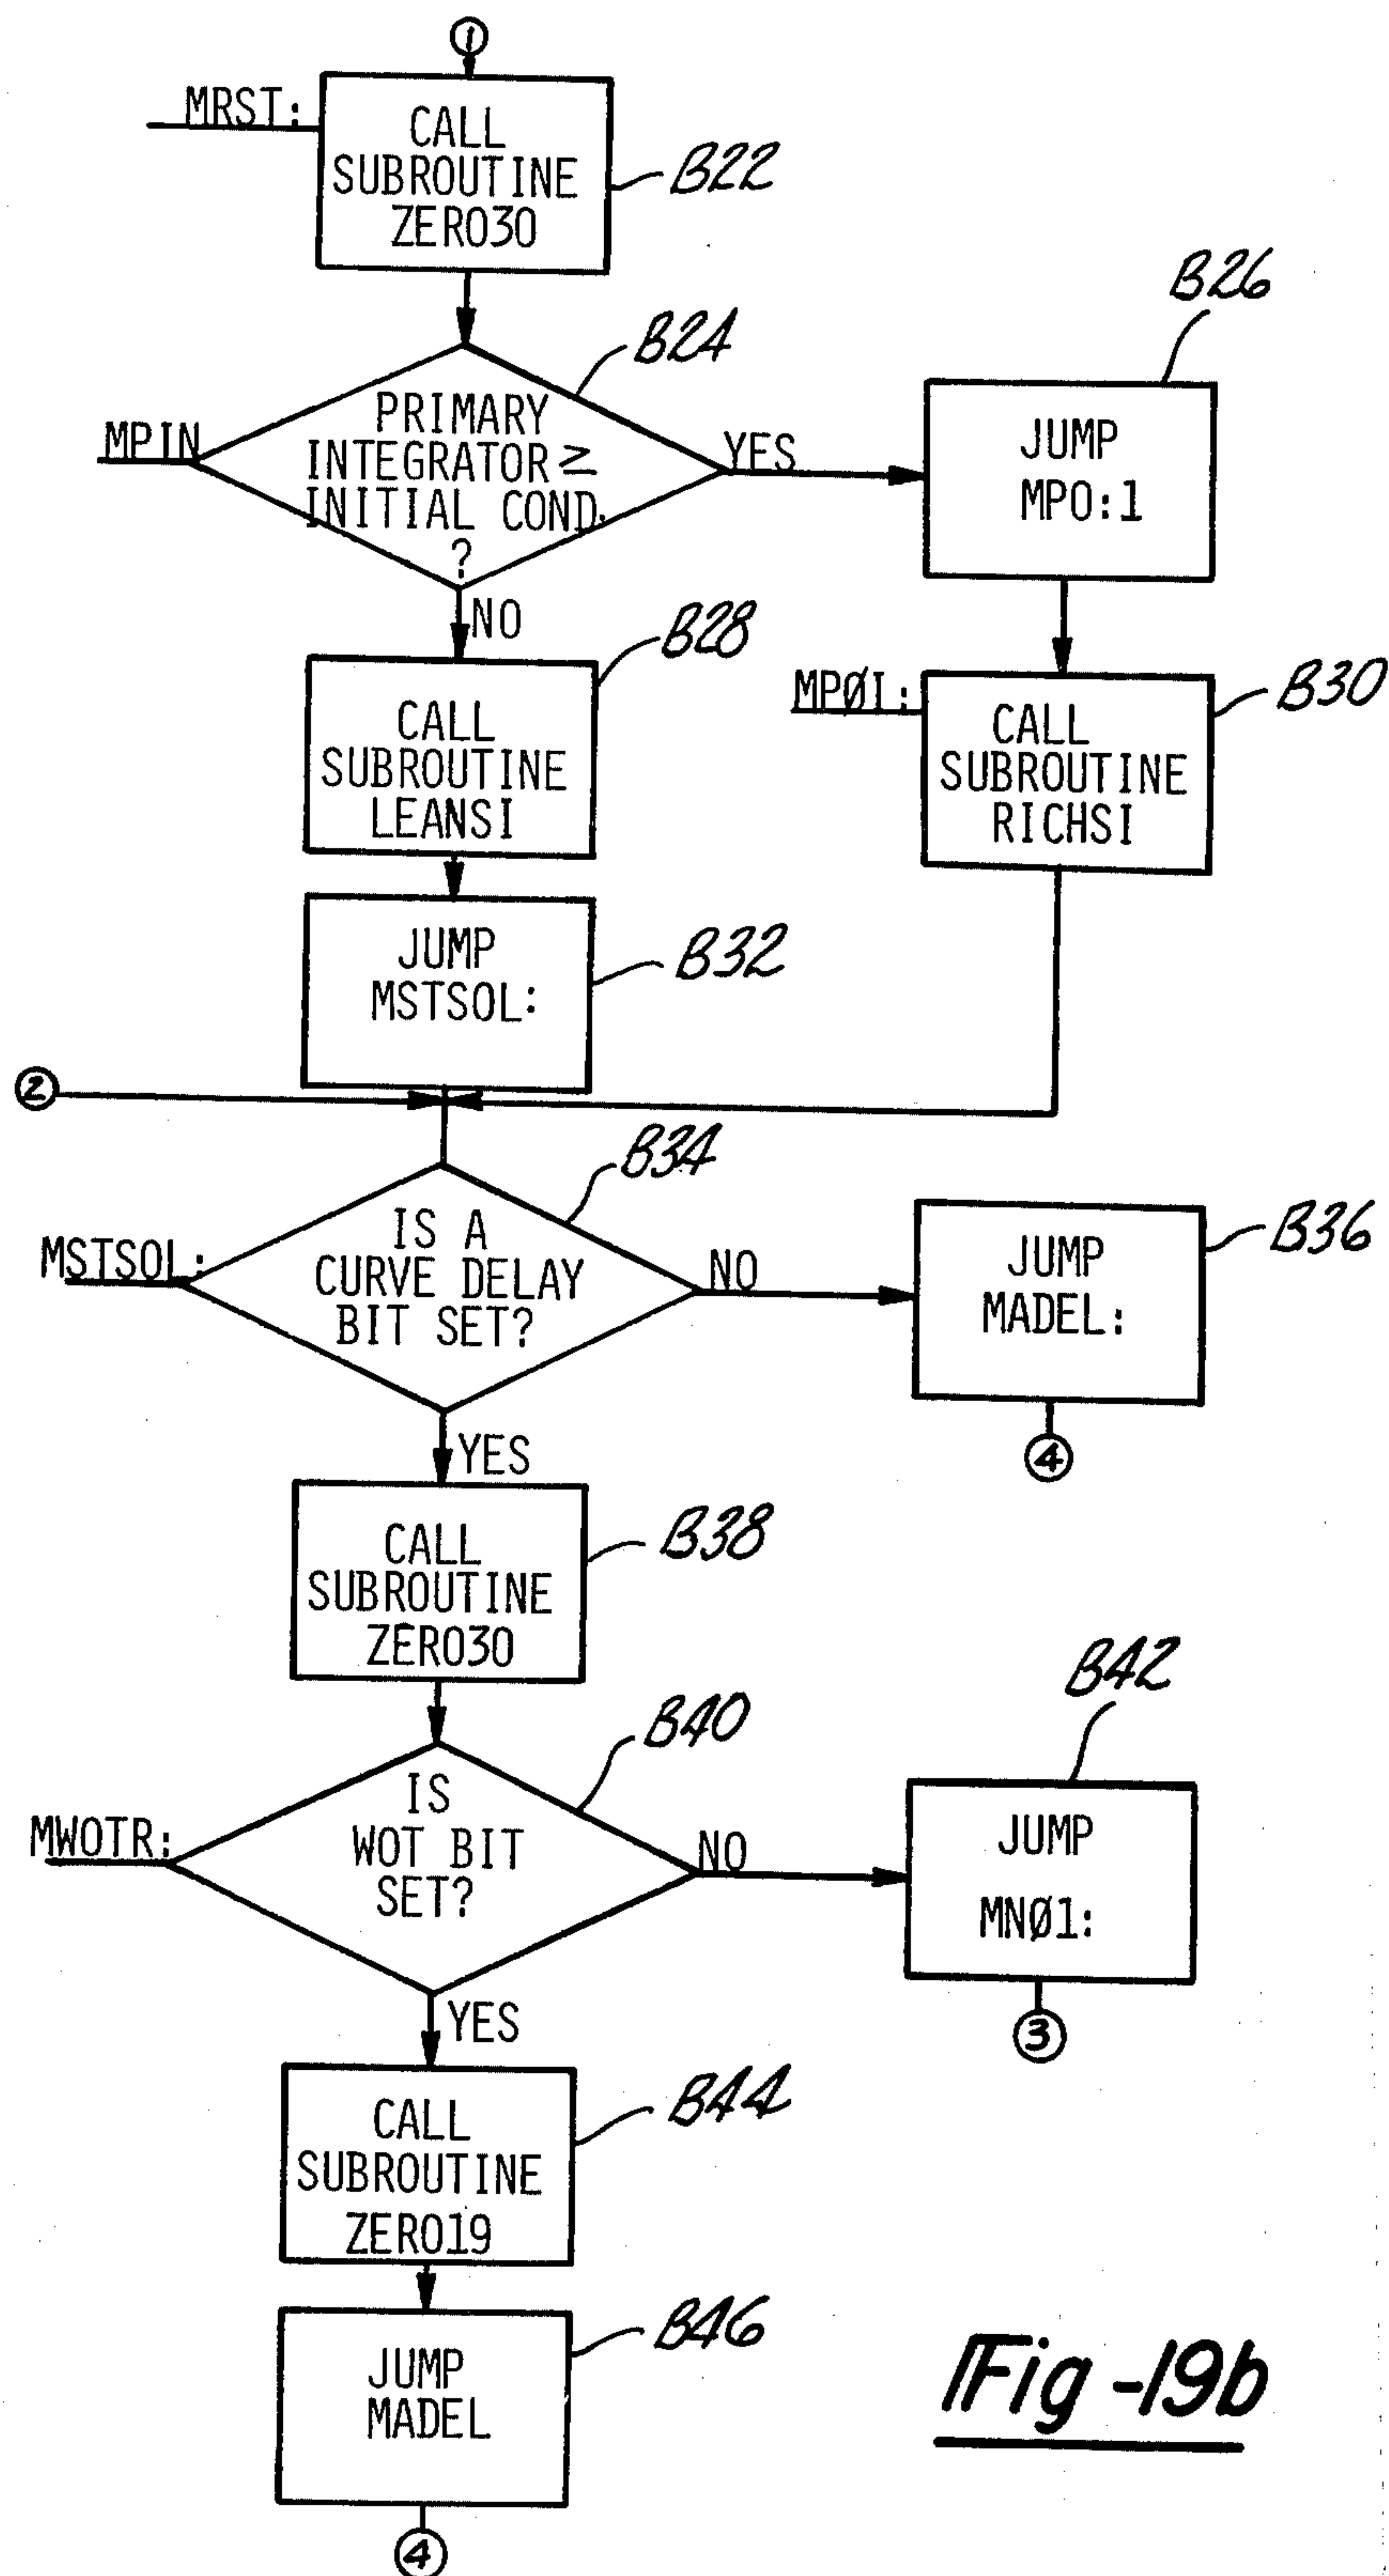 1
MRST:
CALL
SUBROUTINE
ZERO30
B22
B24
PRIMARY
INTEGRATOR ≥
INITIAL COND.
?
MPIN
YES
B26
JUMP
MPO:1
NO
B28
CALL
SUBROUTINE
LEANSI
MPØI:
CALL
SUBROUTINE
RICHSI
B30
JUMP
MSTSOL:
B32
2
B34
MSTSOL:
IS A
CURVE DELAY
BIT SET?
NO
JUMP
MADEL:
B36
4
YES
CALL
SUBROUTINE
ZERO30
B38
B40
MWOTR:
IS
WOT BIT
SET?
NO
B42
JUMP
MNØ1:
3
YES
CALL
SUBROUTINE
ZERO19
B44
JUMP
MADEL
B46
4
Fig-19b